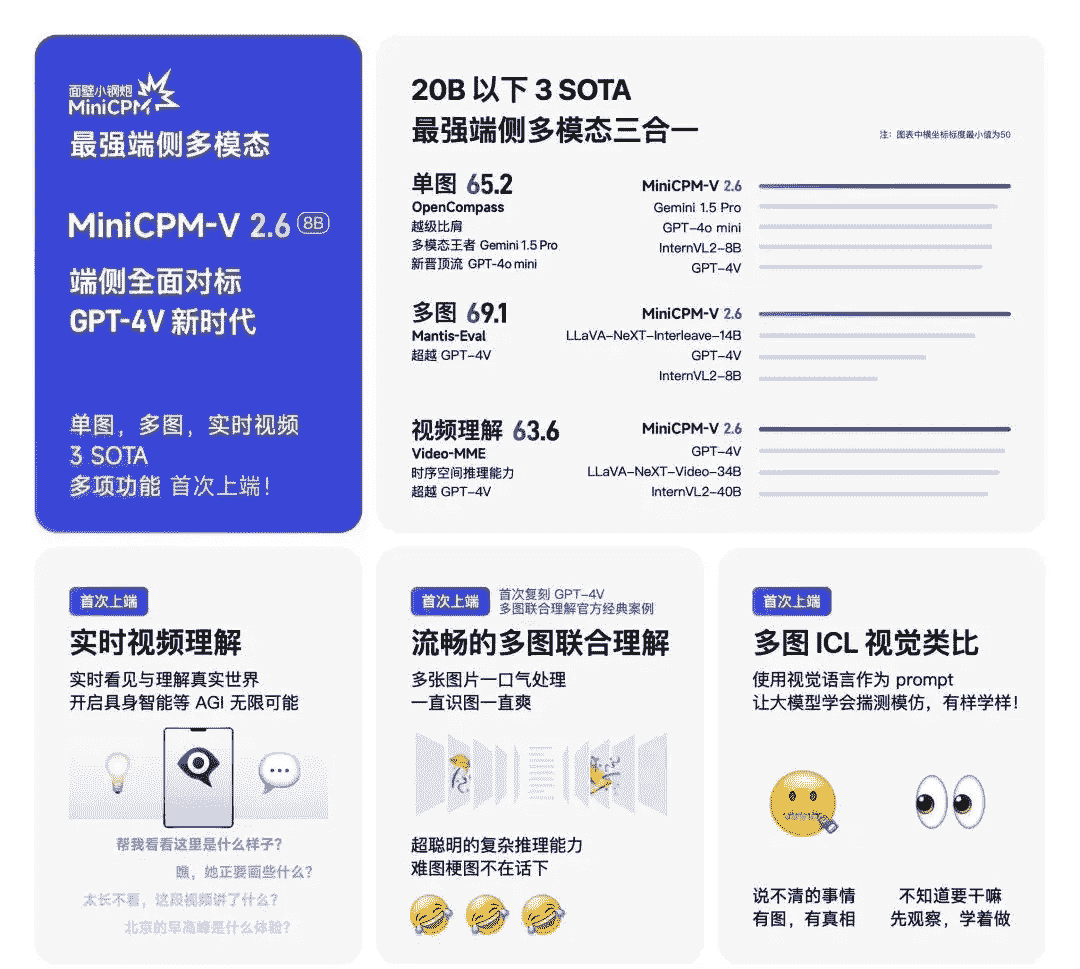 面壁小钢炮
MiniCPM
最强端侧多模态
MiniCPM-V 2.6 8B
端侧全面对标
GPT-4V 新时代
单图，多图，实时视频
3 SOTA
多项功能 首次上端！
20B 以下 3 SOTA
最强端侧多模态三合一
注：图表中横坐标标度最小值为50
单图 65.2
OpenCompass
越级比肩
多模态王者 Gemini 1.5 Pro
新晋顶流 GPT-4o mini
MiniCPM-V 2.6
Gemini 1.5 Pro
GPT-4o mini
InternVL2-8B
GPT-4V
多图 69.1
Mantis-Eval
超越 GPT-4V
MiniCPM-V 2.6
LLaVA-NeXT-Interleave-14B
GPT-4V
InternVL2-8B
视频理解 63.6
Video-MME
时序空间推理能力
超越 GPT-4V
MiniCPM-V 2.6
GPT-4V
LLaVA-NeXT-Video-34B
InternVL2-40B
首次上端
实时视频理解
实时看见与理解真实世界
开启具身智能等 AGI 无限可能
帮我看看这里是什么样子？
瞧，她正要画些什么？
太长不看，这段视频讲了什么？
北京的早高峰是什么体验？
首次上端
首次复刻 GPT-4V
多图联合理解官方经典案例
流畅的多图联合理解
多张图片一口气处理
一直识图一直爽
超聪明的复杂推理能力
难图梗图不在话下
首次上端
多图 ICL 视觉类比
使用视觉语言作为 prompt
让大模型学会揣测模仿，有样学样！
说不清的事情
有图，有真相
不知道要干嘛
先观察，学着做